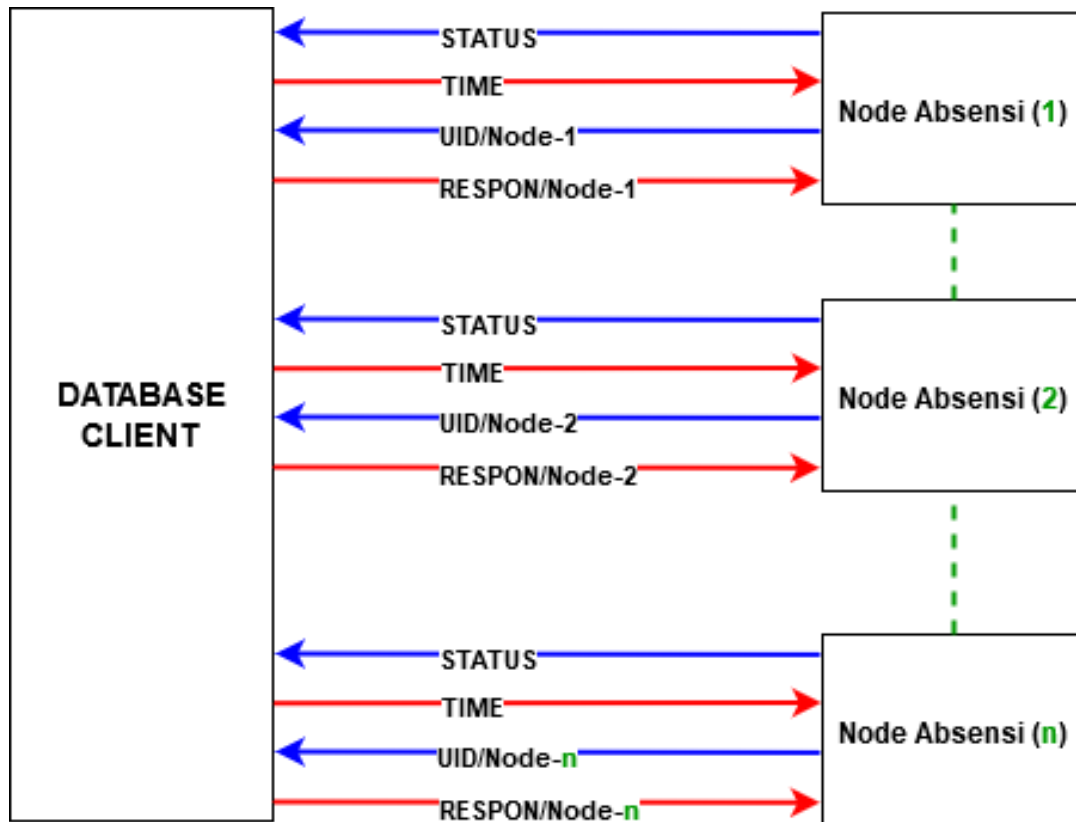 STATUS
TIME
UID/Node-1
RESPON/Node-1
Node Absensi (1)
STATUS
TIME
UID/Node-2
RESPON/Node-2
Node Absensi (2)
DATABASE
CLIENT
STATUS
TIME
UID/Node-n
RESPON/Node-n
Node Absensi (n)